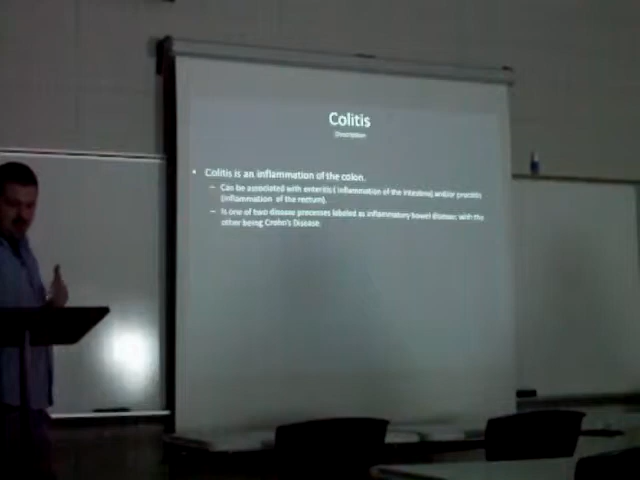 Colitis
Description
• Colitis is an inflammation of the colon.
– Can be associated with enteritis ( inflammation of the intestine) and/or proctitis
(inflammation of the rectum).
– Is one of two disease processes labeled as inflammatory bowel disease; with the
other being Crohn's Disease.